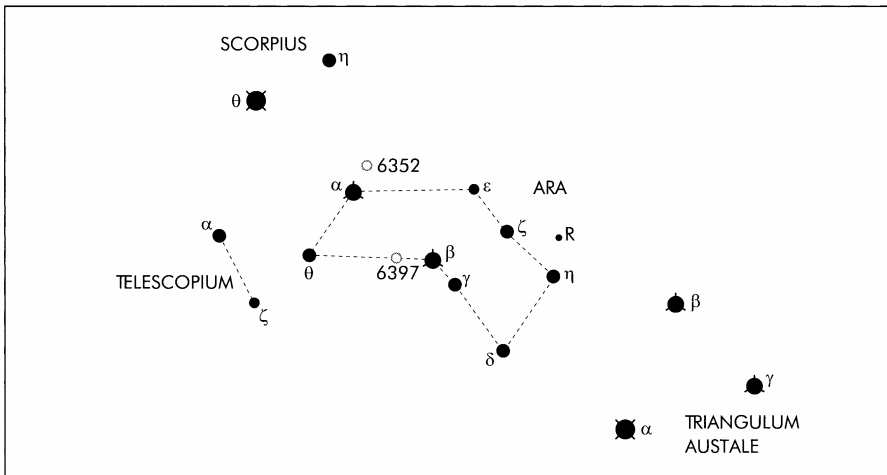 SCORPIUS
η
θ
6352
α
ε
ARA
α
ζ
R
β
θ
6397
γ
η
TELESCOPIUM
ζ
β
δ
γ
α
TRIANGULUM
AUSTALE